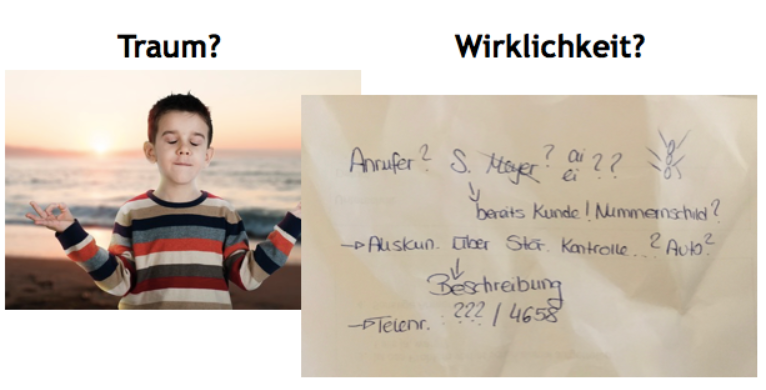 Traum?
Wirklichkeit?
Anrufer? S. Meyer? ai ??
ei
bereits Kunde! Nummernschild?
Auskun. über Stör. Kontrolle..? Auto?
Beschreibung
Telenr. : ??? / 4658